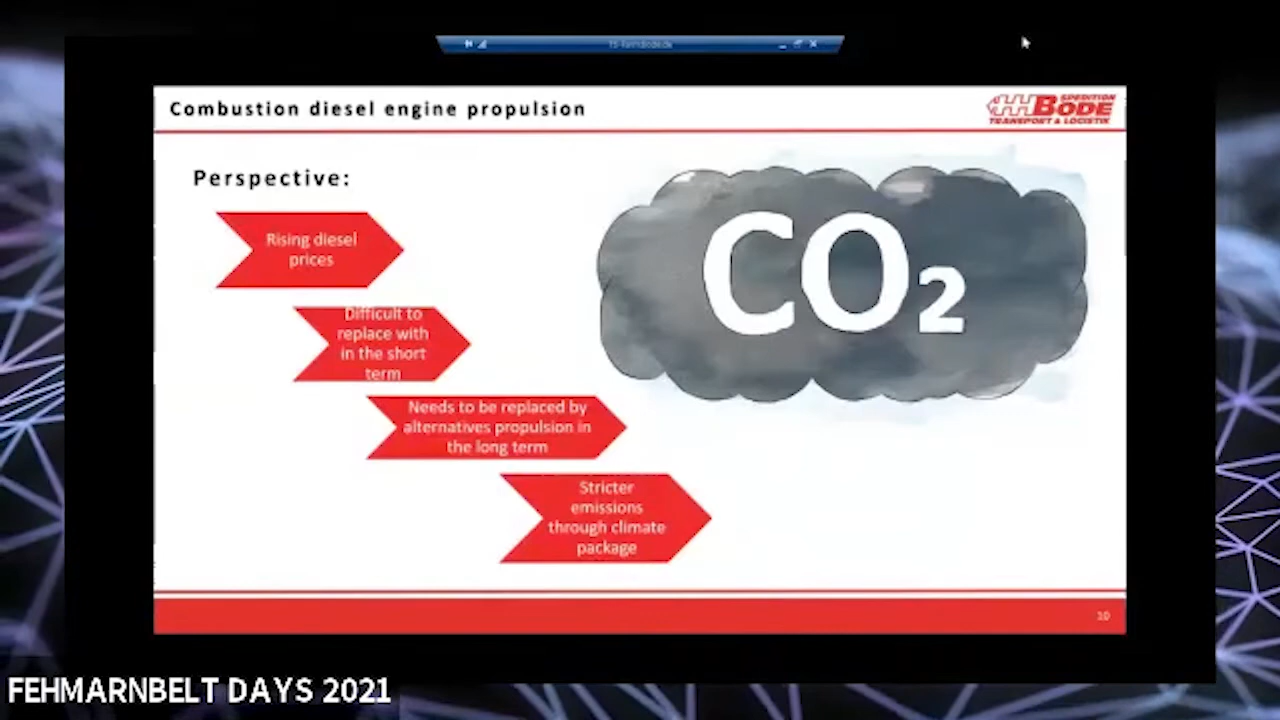 Combustion diesel engine propulsion
SPEDITION
BODE
TRANSPORT & LOGISTIK
Perspective:
Rising diesel
prices
Difficult to
replace with
in the short
term
Needs to be replaced by
alternatives propulsion in
the long term
Stricter
emissions
through climate
package
CO₂
10
FEHMARNBELT DAYS 2021